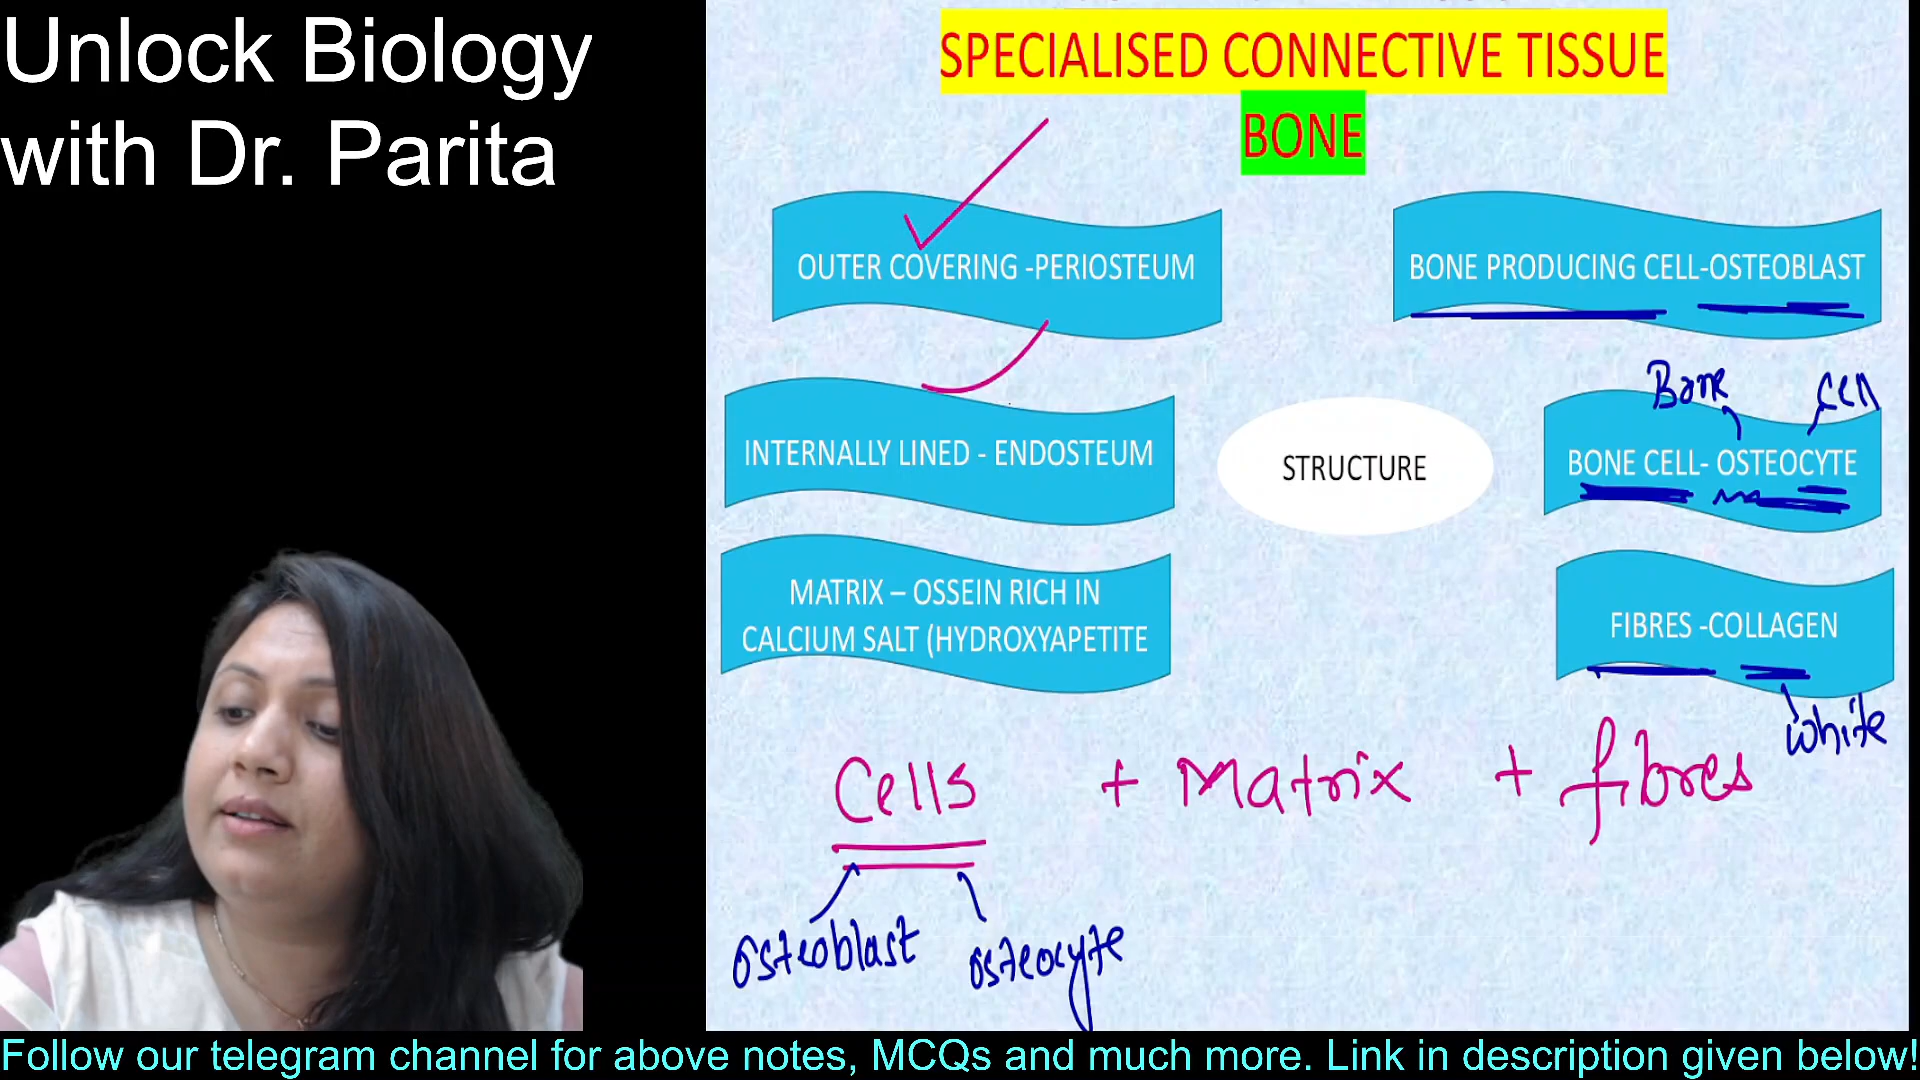 Unlock Biology
with Dr. Parita
SPECIALISED CONNECTIVE TISSUE
BONE
OUTER COVERING -PERIOSTEUM
BONE PRODUCING CELL-OSTEOBLAST
INTERNALLY LINED - ENDOSTEUM
STRUCTURE
Bone cell
BONE CELL- OSTEOCYTE
MATRIX – OSSEIN RICH IN
CALCIUM SALT (HYDROXYAPETITE
FIBRES -COLLAGEN
white
Cells + Matrix + fibres
osteoblast osteocyte
Follow our telegram channel for above notes, MCQs and much more. Link in description given below!